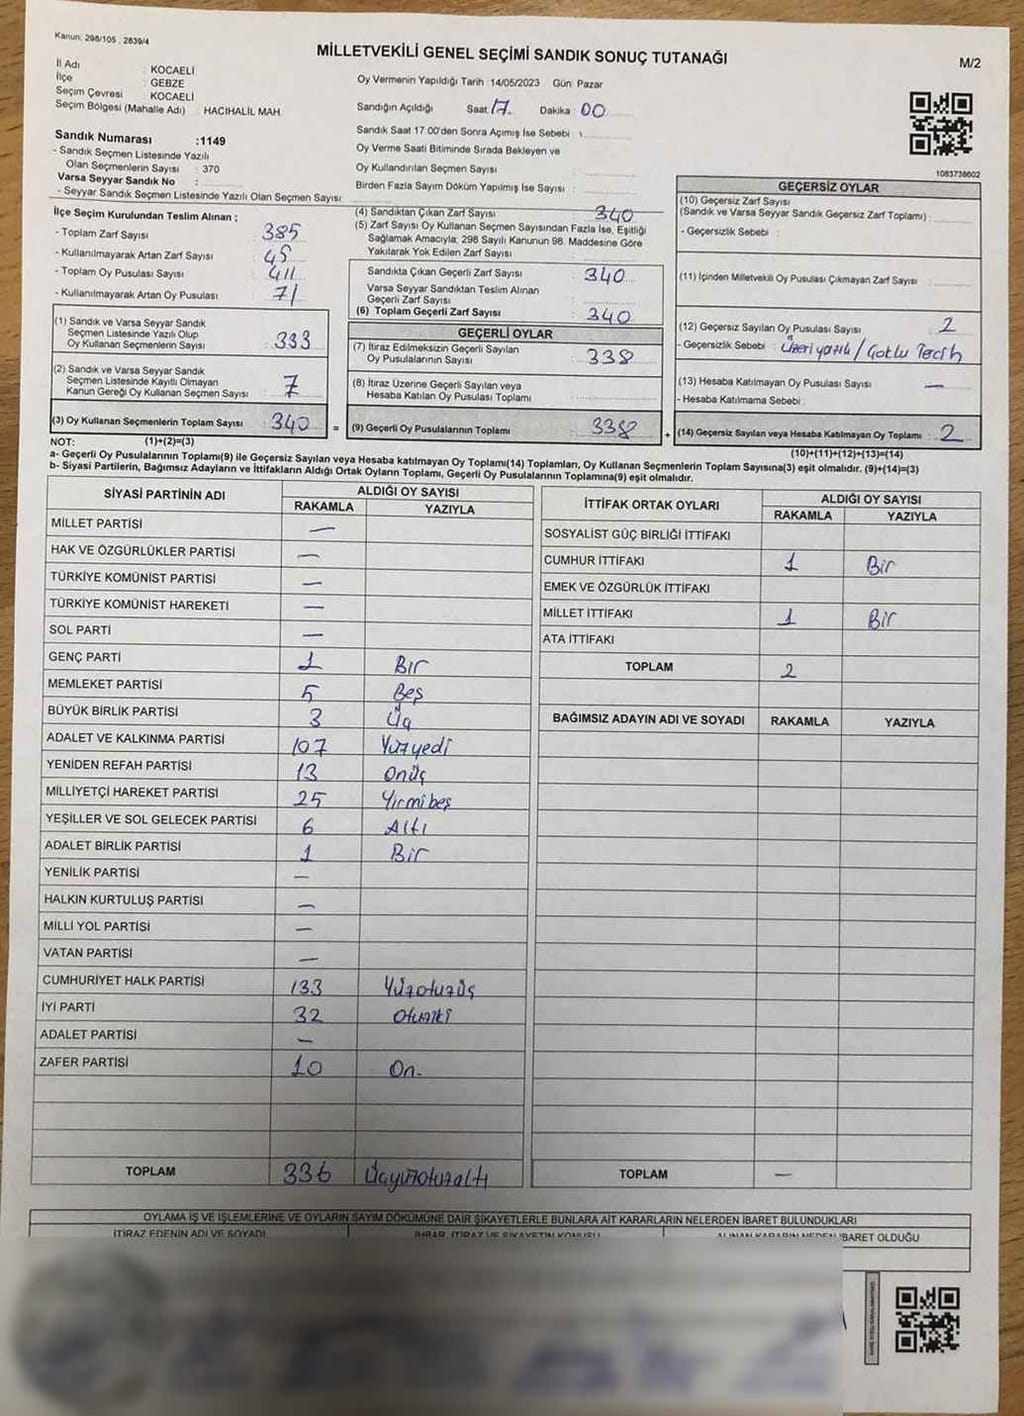 Kanun: 298/105 , 2839/4
MİLLETVEKİLİ GENEL SEÇİMİ SANDIK SONUÇ TUTANAĞI
M/2
İl Adı : KOCAELİ
İlçe : GEBZE
Seçim Çevresi : KOCAELİ
Seçim Bölgesi (Mahalle Adı) : HACIHALİL MAH.
Oy Vermenin Yapıldığı Tarih : 14/05/2023 Gün: Pazar
Sandığın Açıldığı Saat: 17 Dakika: 00
Sandık Saat 17.00'den Sonra Açılmış İse Sebebi :
Oy Verme Saati Bitiminde Sırada Bekleyen ve
Oy Kullandırılan Seçmen Sayısı :
Birden Fazla Sayım Döküm Yapılmış İse Sayısı :
1083738602
Sandık Numarası :1149
- Sandık Seçmen Listesinde Yazılı
Olan Seçmenlerin Sayısı : 370
Varsa Seyyar Sandık No :
- Seyyar Sandık Seçmen Listesinde Yazılı Olan Seçmen Sayısı :
İlçe Seçim Kurulundan Teslim Alınan ;
- Toplam Zarf Sayısı : 385
- Kullanılmayarak Artan Zarf Sayısı : 45
- Toplam Oy Pusulası Sayısı : 411
- Kullanılmayarak Artan Oy Pusulası : 71
(1) Sandık ve Varsa Seyyar Sandık
Seçmen Listesinde Yazılı Olup
Oy Kullanan Seçmenlerin Sayısı : 333
(2) Sandık ve Varsa Seyyar Sandık
Seçmen Listesinde Kayıtlı Olmayan
Kanun Gereği Oy Kullanan Seçmen Sayısı : 7
(3) Oy Kullanan Seçmenlerin Toplam Sayısı : 340 =
(4) Sandıktan Çıkan Zarf Sayısı : 340
(5) Zarf Sayısı Oy Kullanan Seçmen Sayısından Fazla İse, Eşitliği
Sağlamak Amacıyla; 298 Sayılı Kanunun 98. Maddesine Göre
Yakılarak Yok Edilen Zarf Sayısı :
Sandıkta Çıkan Geçerli Zarf Sayısı : 340
Varsa Seyyar Sandıktan Teslim Alınan
Geçerli Zarf Sayısı :
(6) Toplam Geçerli Zarf Sayısı : 340
GEÇERLİ OYLAR
(7) İtiraz Edilmeksizin Geçerli Sayılan
Oy Pusulalarının Sayısı : 338
(8) İtiraz Üzerine Geçerli Sayılan veya
Hesaba Katılan Oy Pusulası Toplamı :
(9) Geçerli Oy Pusulalarının Toplamı : 338 +
GEÇERSİZ OYLAR
(10) Geçersiz Zarf Sayısı
(Sandık ve Varsa Seyyar Sandık Geçersiz Zarf Toplamı) :
- Geçersizlik Sebebi :
(11) İçinden Milletvekili Oy Pusulası Çıkmayan Zarf Sayısı :
(12) Geçersiz Sayılan Oy Pusulası Sayısı : 2
- Geçersizlik Sebebi : üzeri yazılı / Çoklu Tercih
(13) Hesaba Katılmayan Oy Pusulası Sayısı : —
- Hesaba Katılmama Sebebi :
(14) Geçersiz Sayılan veya Hesaba Katılmayan Oy Toplamı : 2
NOT: (1)+(2)=(3) (10)+(11)+(12)+(13)=(14)
a- Geçerli Oy Pusulasının Toplamı(9) ile Geçersiz Sayılan veya Hesaba katılmayan Oy Toplamı(14) Toplamları, Oy Kullanan Seçmenlerin Toplam Sayısına(3) eşit olmalıdır. (9)+(14)=(3)
b- Siyasi Partilerin, Bağımsız Adayların ve İttifakların Aldığı Ortak Oyların Toplamı, Geçerli Oy Pusulalarının Toplamına(9) eşit olmalıdır.
SİYASİ PARTİNİN ADI ALDIĞI OY SAYISI
RAKAMLA YAZIYLA
MİLLET PARTİSİ —
HAK VE ÖZGÜRLÜKLER PARTİSİ —
TÜRKİYE KOMÜNİST PARTİSİ —
TÜRKİYE KOMÜNİST HAREKETİ —
SOL PARTİ —
GENÇ PARTİ 1 Bir
MEMLEKET PARTİSİ 5 Beş
BÜYÜK BİRLİK PARTİSİ 3 Üç
ADALET VE KALKINMA PARTİSİ 107 Yüzyedi
YENİDEN REFAH PARTİSİ 13 Onüç
MİLLİYETÇİ HAREKET PARTİSİ 25 Yirmibeş
YEŞİLLER VE SOL GELECEK PARTİSİ 6 Altı
ADALET BİRLİK PARTİSİ 1 Bir
YENİLİK PARTİSİ —
HALKIN KURTULUŞ PARTİSİ —
MİLLİ YOL PARTİSİ —
VATAN PARTİSİ —
CUMHURİYET HALK PARTİSİ 133 Yüzotuzüç
İYİ PARTİ 32 Otuziki
ADALET PARTİSİ —
ZAFER PARTİSİ 10 On.
TOPLAM 336 Üçyüzotuzaltı
İTTİFAK ORTAK OYLARI ALDIĞI OY SAYISI
RAKAMLA YAZIYLA
SOSYALİST GÜÇ BİRLİĞİ İTTİFAKI
CUMHUR İTTİFAKI 1 Bir
EMEK VE ÖZGÜRLÜK İTTİFAKI
MİLLET İTTİFAKI 1 Bir
ATA İTTİFAKI
TOPLAM 2
BAĞIMSIZ ADAYIN ADI VE SOYADI RAKAMLA YAZIYLA
TOPLAM —
OYLAMA İŞ VE İŞLEMLERİNE VE OYLARIN SAYIM DÖKÜMÜNE DAİR ŞİKAYETLERLE BUNLARA AİT KARARLARIN NELERDEN İBARET BULUNDUKLARI
İTİRAZ EDENİN ADI VE SOYADI İHBAR, İTİRAZ VE ŞİKAYETİN KONUSU ALINAN KARARIN NEDEN İBARET OLDUĞU